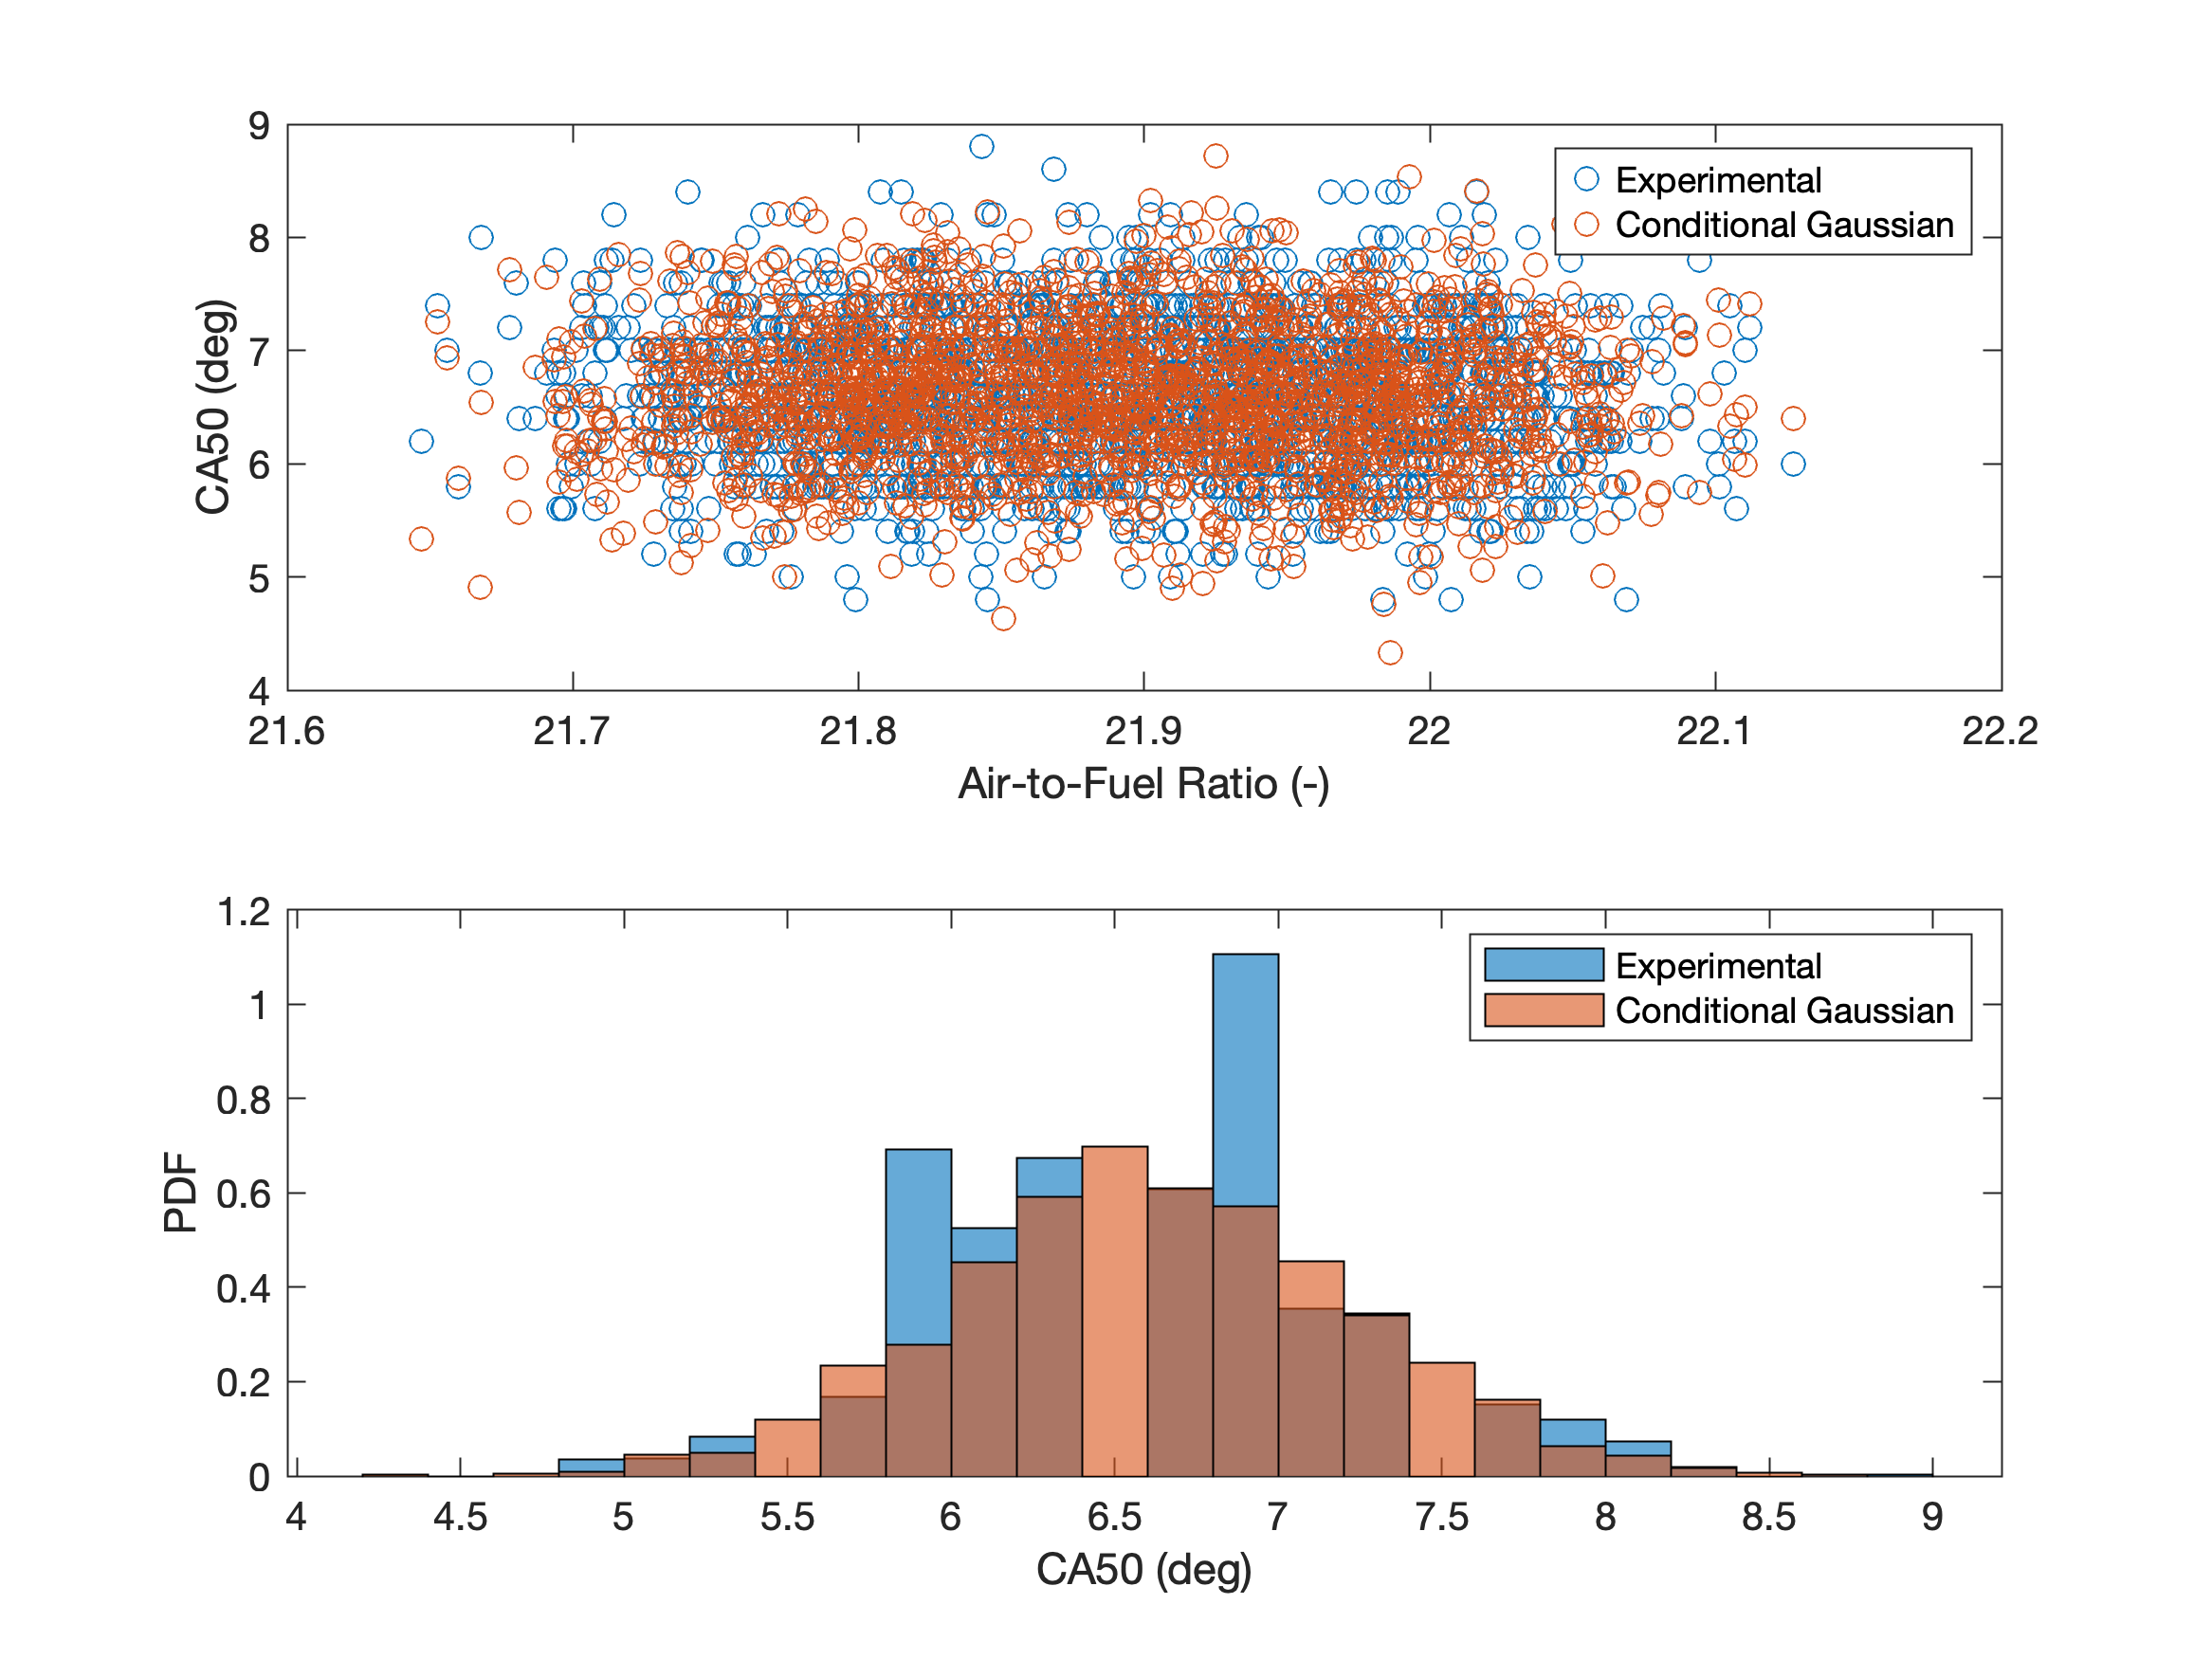 9
8
7
6
5
4
CA50 (deg)
21.6 21.7 21.8 21.9 22 22.1 22.2
Air-to-Fuel Ratio (-)
Experimental
Conditional Gaussian
1.2
1
0.8
0.6
0.4
0.2
0
PDF
4 4.5 5 5.5 6 6.5 7 7.5 8 8.5 9
CA50 (deg)
Experimental
Conditional Gaussian